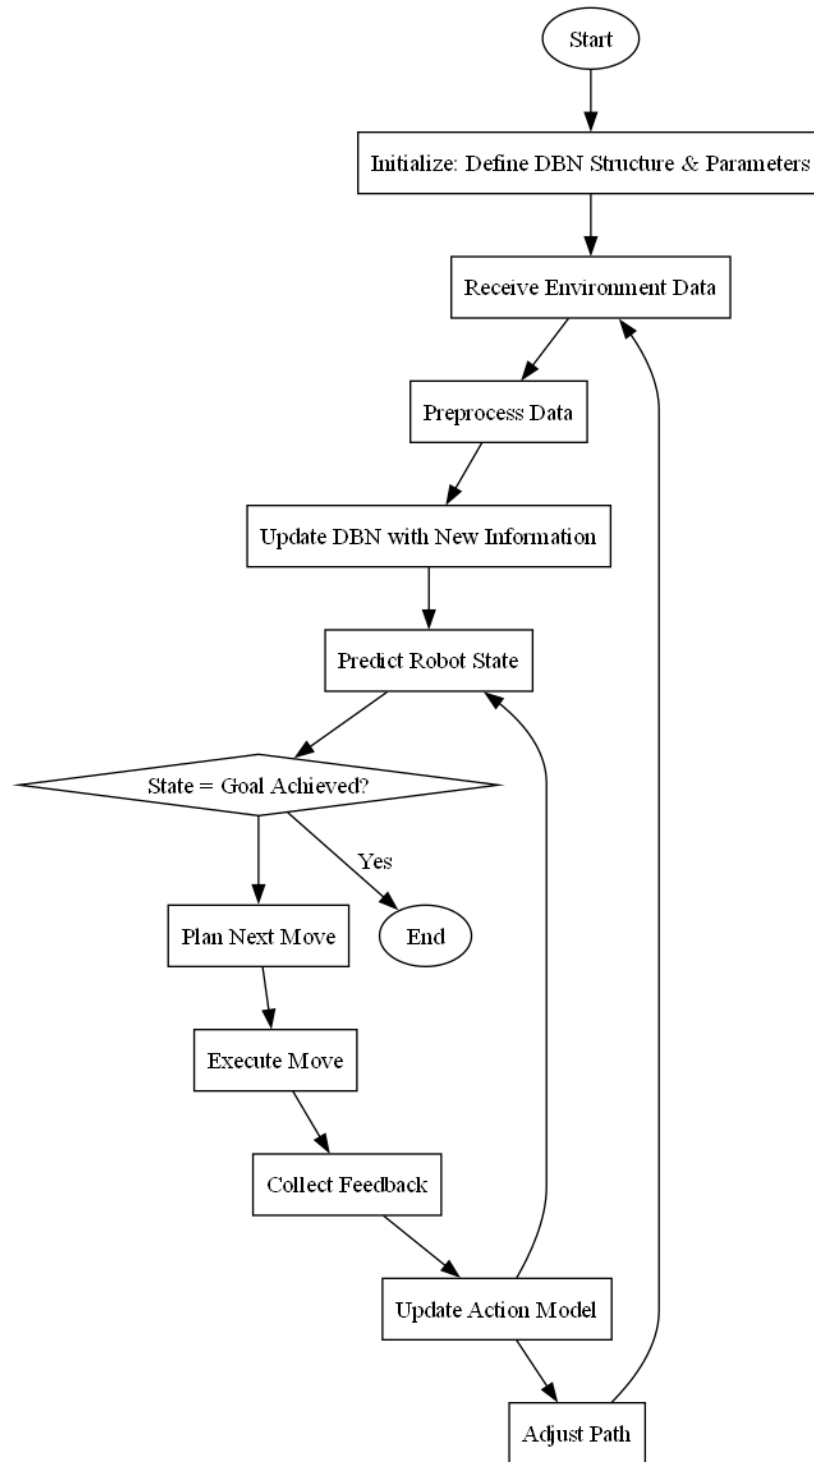 Start
Initialize: Define DBN Structure & Parameters
Receive Environment Data
Preprocess Data
Update DBN with New Information
Predict Robot State
State = Goal Achieved?
Yes
Plan Next Move
End
Execute Move
Collect Feedback
Update Action Model
Adjust Path